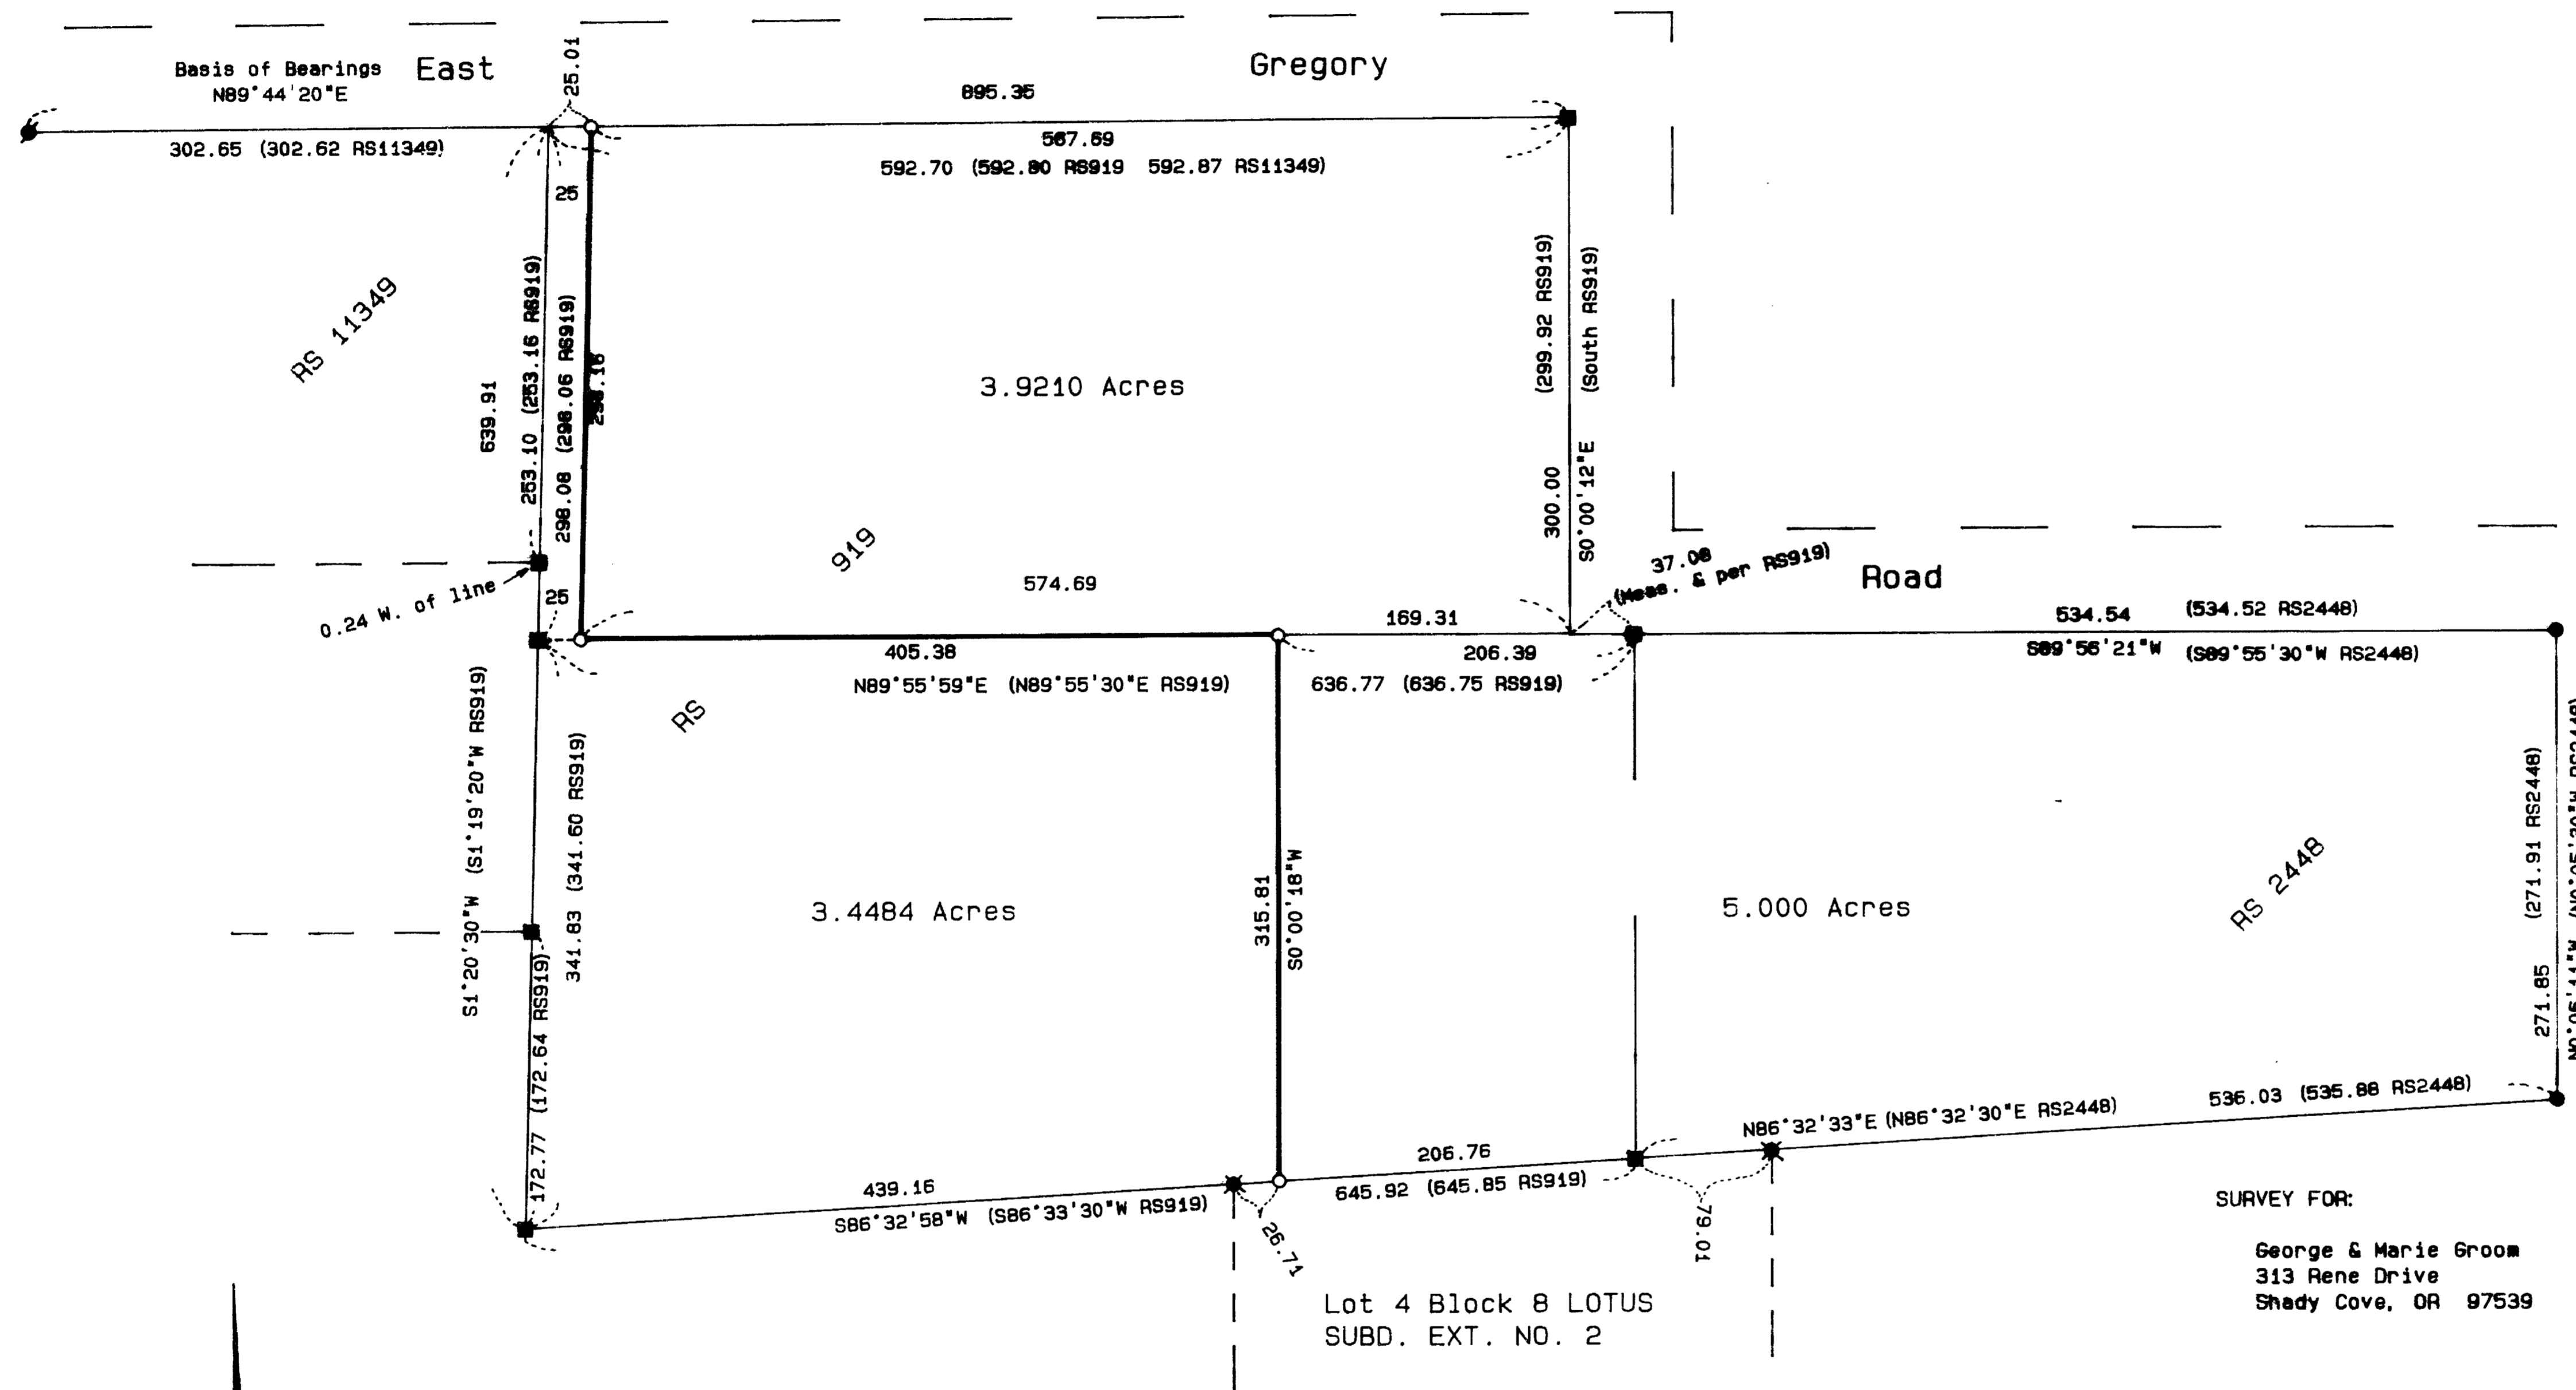 Basis of Bearings
N89°44'20"E
East
Gregory
25.01
895.35
302.65 (302.62 RS11349)
567.69
592.70 (592.80 RS919 592.87 RS11349)
25
RS 11349
639.91
253.10 (253.16 RS919)
298.08 (298.06 RS919)
3.9210 Acres
(299.92 RS919)
(South RS919)
300.00
S0°00'12"E
0.24 W. of line
25
919
574.69
37.08
(Meas. & per RS919)
Road
169.31
534.54 (534.52 RS2448)
405.38
206.39
S89°56'21"W (S89°55'30"W RS2448)
N89°55'59"E (N89°55'30"E RS919)
636.77 (636.75 RS919)
RS
S1°20'30"W (S1°19'20"W RS919)
341.83 (341.60 RS919)
172.77 (172.64 RS919)
3.4484 Acres
315.81
S0°00'18"W
5.000 Acres
RS 2448
271.85 (271.91 RS2448)
536.03 (535.88 RS2448)
N86°32'33"E (N86°32'30"E RS2448)
439.16
S86°32'58"W (S86°33'30"W RS919)
206.76
645.92 (645.85 RS919)
26.71
79.01
Lot 4 Block 8 LOTUS
SUBD. EXT. NO. 2
SURVEY FOR:
George & Marie Groom
313 Rene Drive
Shady Cove, OR 97539